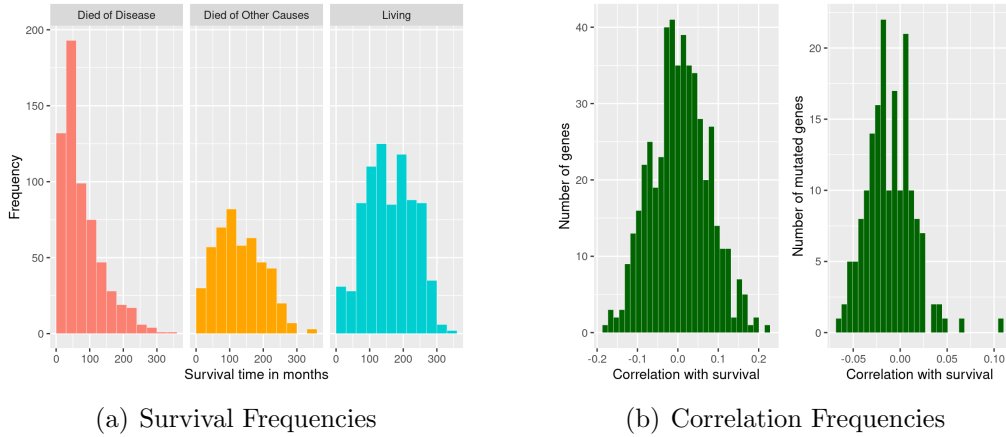 Died of Disease
Died of Other Causes
Living
200
150
100
50
0
Frequency
0 100 200 300
0 100 200 300
0 100 200 300
Survival time in months
(a) Survival Frequencies
40
30
20
10
0
Number of genes
-0.2 -0.1 0.0 0.1 0.2
Correlation with survival
20
15
10
5
0
Number of mutated genes
-0.05 0.00 0.05 0.10
Correlation with survival
(b) Correlation Frequencies